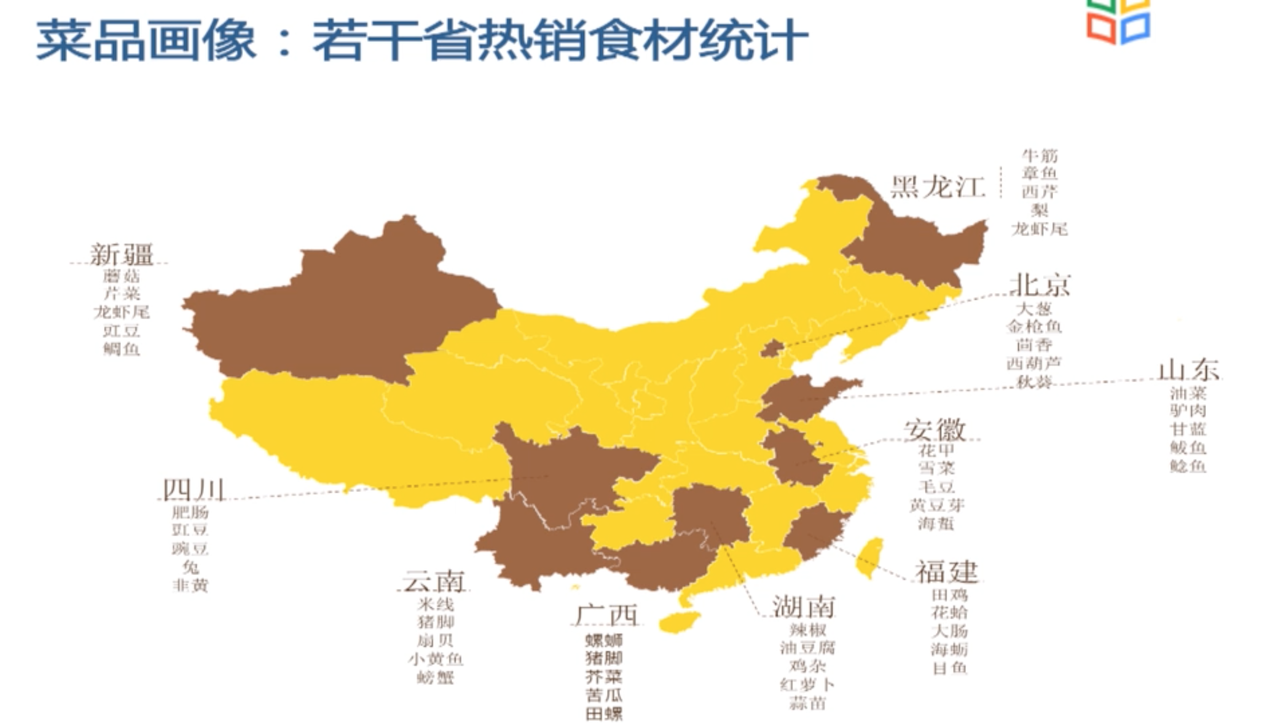 菜品画像：若干省热销食材统计
黑龙江
牛筋
章鱼
西芹
梨
龙虾尾
新疆
蘑菇
芹菜
龙虾尾
豇豆
鲷鱼
北京
大葱
金枪鱼
茴香
西葫芦
秋葵
山东
油菜
驴肉
甘蓝
鲅鱼
鲶鱼
安徽
花甲
雪菜
毛豆
黄豆芽
海蜇
四川
肥肠
豇豆
豌豆
兔
韭黄
云南
米线
猪脚
扇贝
小黄鱼
螃蟹
广西
螺蛳
猪脚
芥菜
苦瓜
田螺
湖南
辣椒
油豆腐
鸡杂
红萝卜
蒜苗
福建
田鸡
花蛤
大肠
海蛎
目鱼